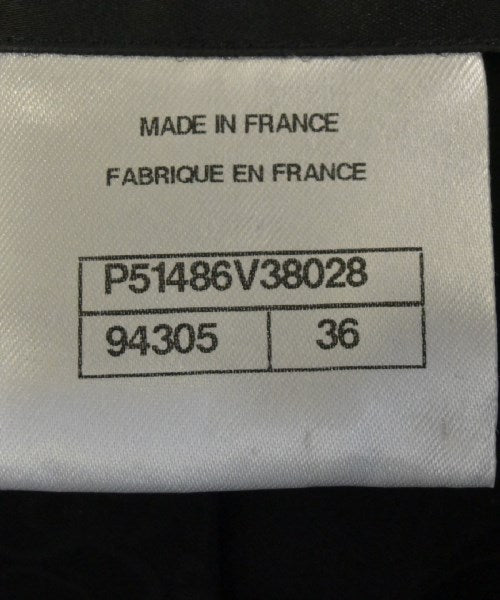 MADE IN FRANCE
FABRIQUE EN FRANCE
P51486V38028
94305 36